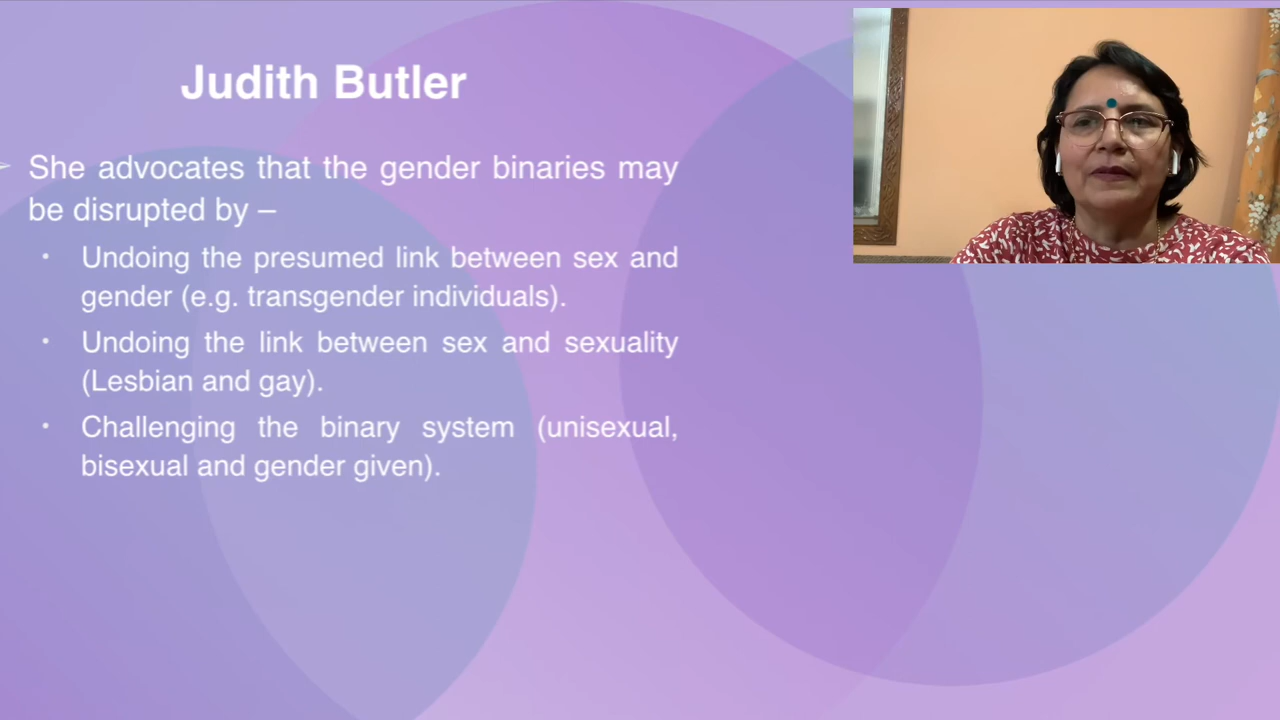 Judith Butler
➢ She advocates that the gender binaries may
be disrupted by –
• Undoing the presumed link between sex and
gender (e.g. transgender individuals).
• Undoing the link between sex and sexuality
(Lesbian and gay).
• Challenging the binary system (unisexual,
bisexual and gender given).